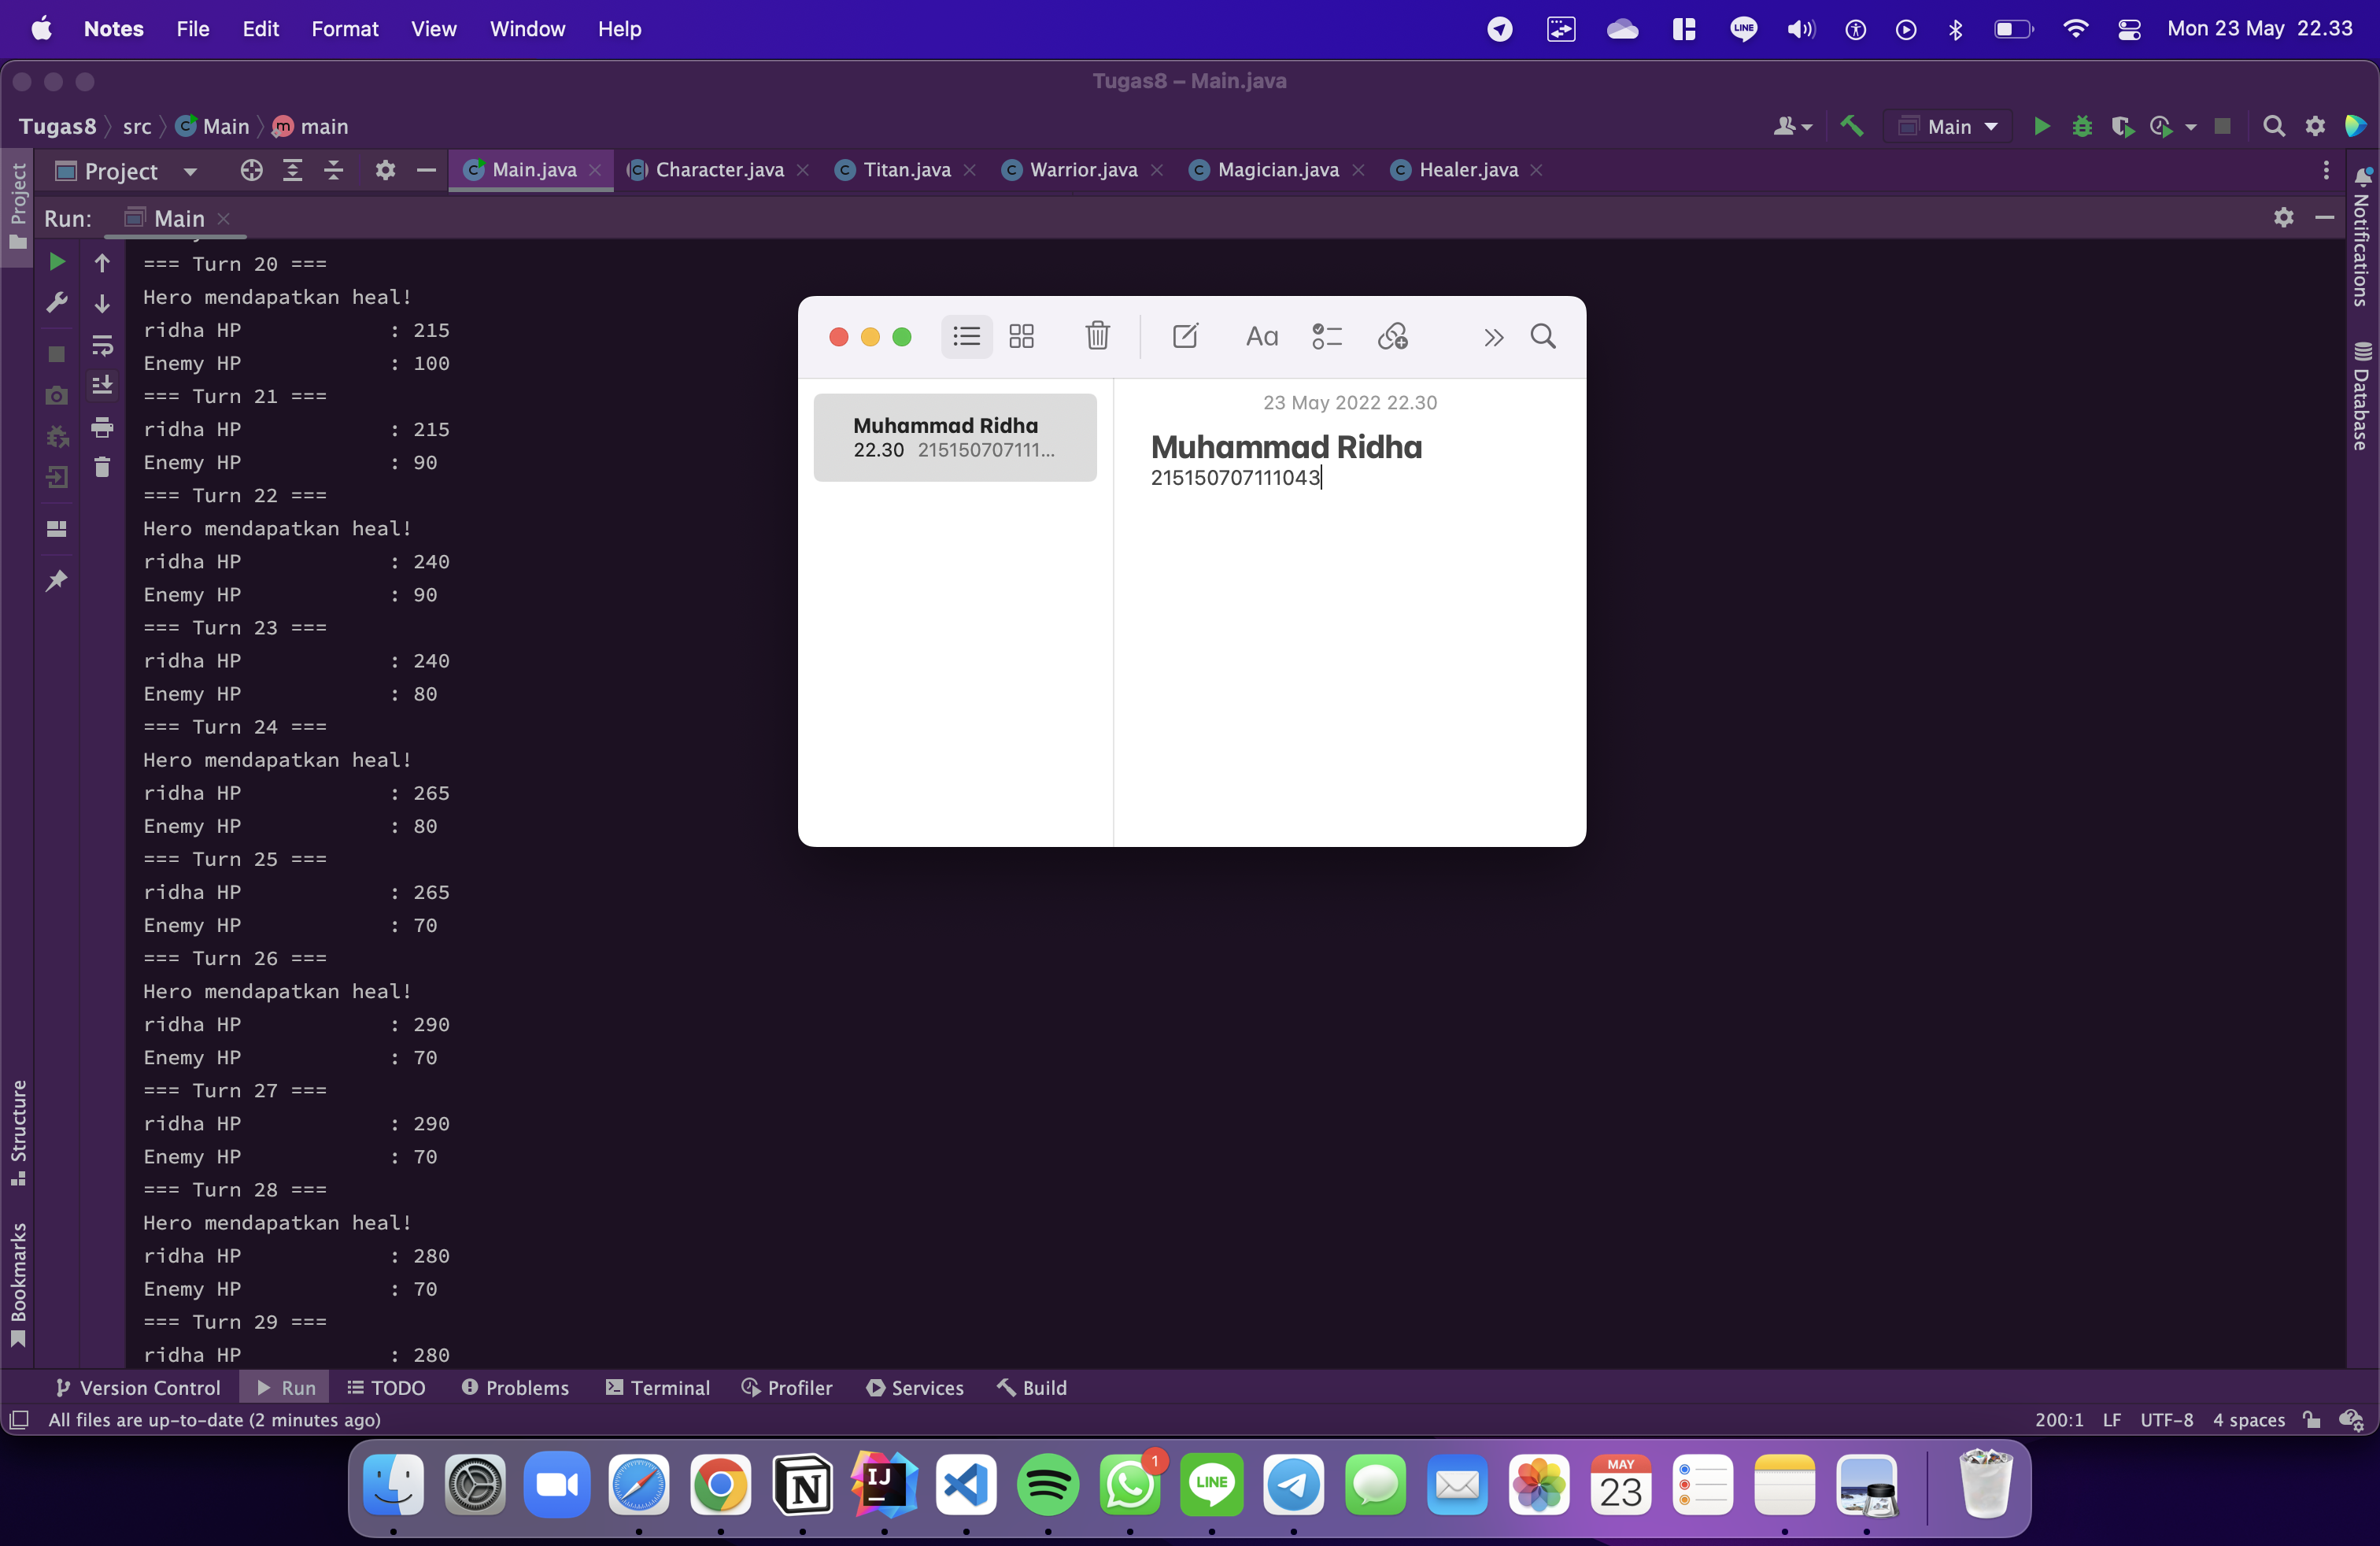 Notes File Edit Format View Window Help LINE Mon 23 May 22.33
Tugas8 – Main.java
Tugas8 src Main main Main
Project Main.java Character.java Titan.java Warrior.java Magician.java Healer.java
Run: Main
=== Turn 20 ===
Hero mendapatkan heal!
ridha HP : 215
Enemy HP : 100
=== Turn 21 ===
ridha HP : 215
Enemy HP : 90
=== Turn 22 ===
Hero mendapatkan heal!
ridha HP : 240
Enemy HP : 90
=== Turn 23 ===
ridha HP : 240
Enemy HP : 80
=== Turn 24 ===
Hero mendapatkan heal!
ridha HP : 265
Enemy HP : 80
=== Turn 25 ===
ridha HP : 265
Enemy HP : 70
=== Turn 26 ===
Hero mendapatkan heal!
ridha HP : 290
Enemy HP : 70
=== Turn 27 ===
ridha HP : 290
Enemy HP : 70
=== Turn 28 ===
Hero mendapatkan heal!
ridha HP : 280
Enemy HP : 70
=== Turn 29 ===
ridha HP : 280
Muhammad Ridha
22.30 215150707111...
23 May 2022 22.30
Muhammad Ridha
215150707111043
Project
Structure
Bookmarks
Notifications
Database
Version Control Run TODO Problems Terminal Profiler Services Build
All files are up-to-date (2 minutes ago) 200:1 LF UTF-8 4 spaces
IJ 1 LINE MAY 23